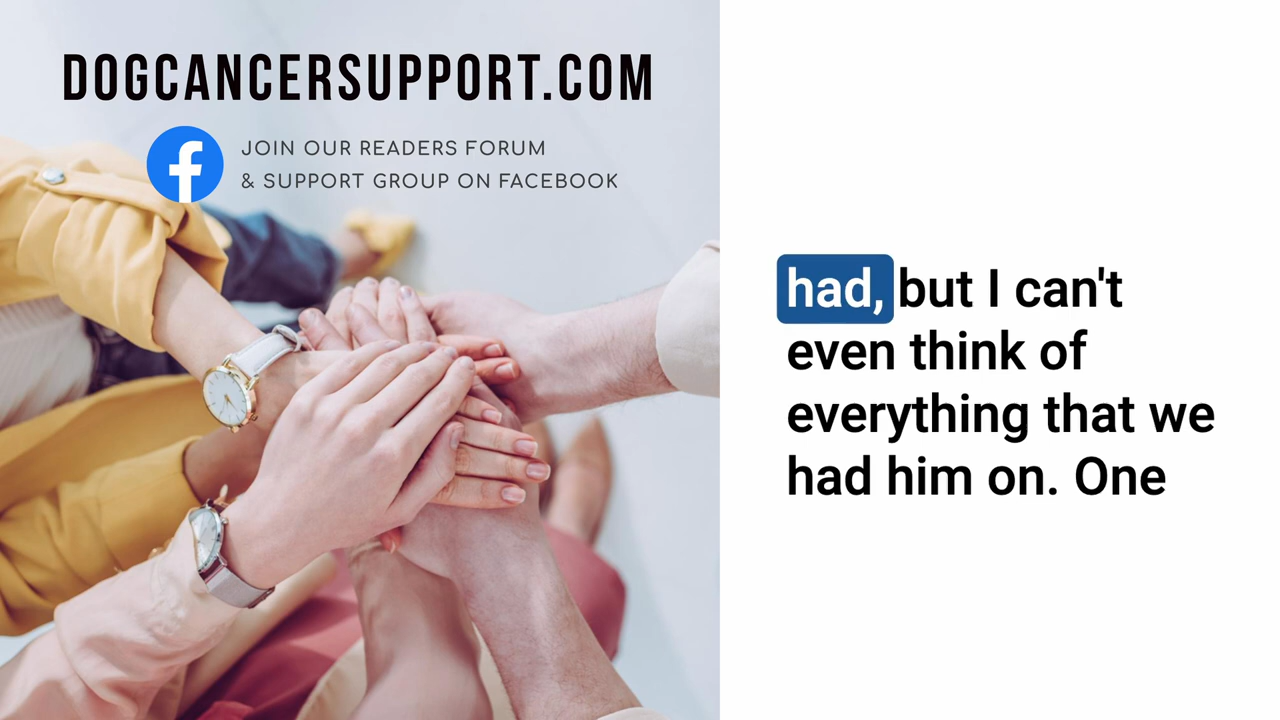 DOGCANCERSUPPORT.COM
JOIN OUR READERS FORUM
& SUPPORT GROUP ON FACEBOOK
had, but I can't
even think of
everything that we
had him on. One